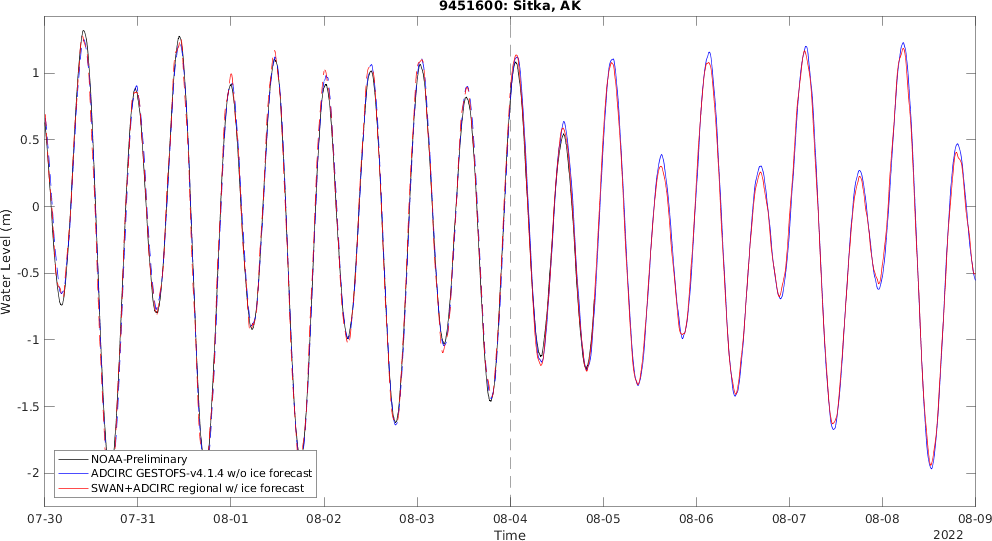 9451600: Sitka, AK
Water Level (m)
1
0.5
0
-0.5
-1
-1.5
-2
NOAA-Preliminary
ADCIRC GESTOFS-v4.1.4 w/o ice forecast
SWAN+ADCIRC regional w/ ice forecast
07-30 07-31 08-01 08-02 08-03 08-04 08-05 08-06 08-07 08-08 08-09
Time
2022